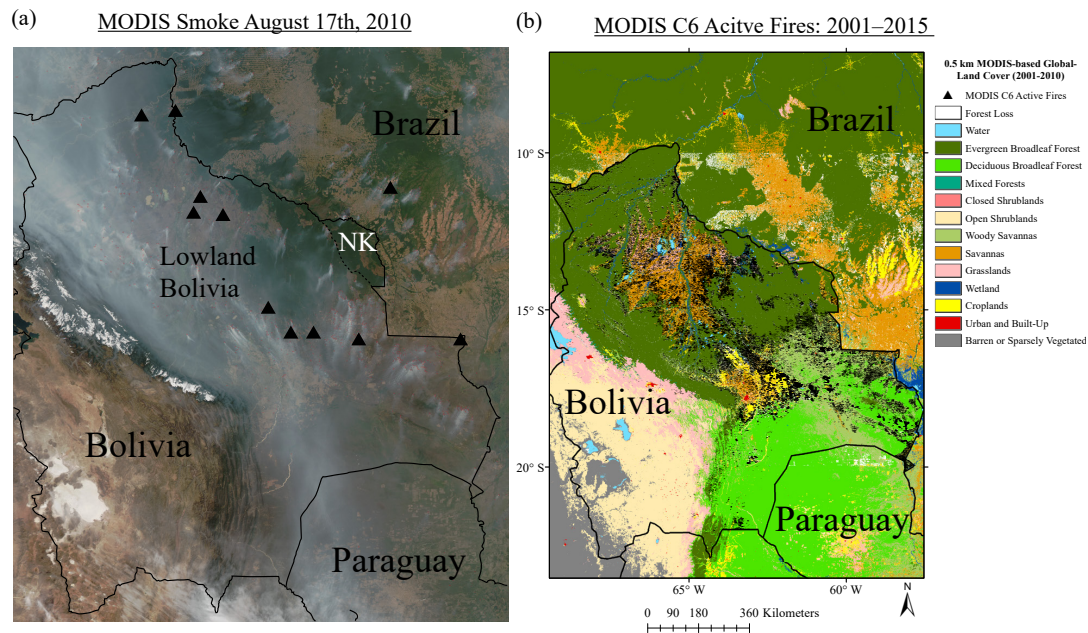 (a)
MODIS Smoke August 17th, 2010
Brazil
NK
Lowland
Bolivia
Bolivia
Paraguay
(b)
MODIS C6 Acitve Fires: 2001–2015
Brazil
10° S
15° S
Bolivia
20° S
Paraguay
65° W
60° W
0 90 180 360 Kilometers
N
0.5 km MODIS-based Global-
Land Cover (2001-2010)
MODIS C6 Active Fires
Forest Loss
Water
Evergreen Broadleaf Forest
Deciduous Broadleaf Forest
Mixed Forests
Closed Shrublands
Open Shrublands
Woody Savannas
Savannas
Grasslands
Wetland
Croplands
Urban and Built-Up
Barren or Sparsely Vegetated